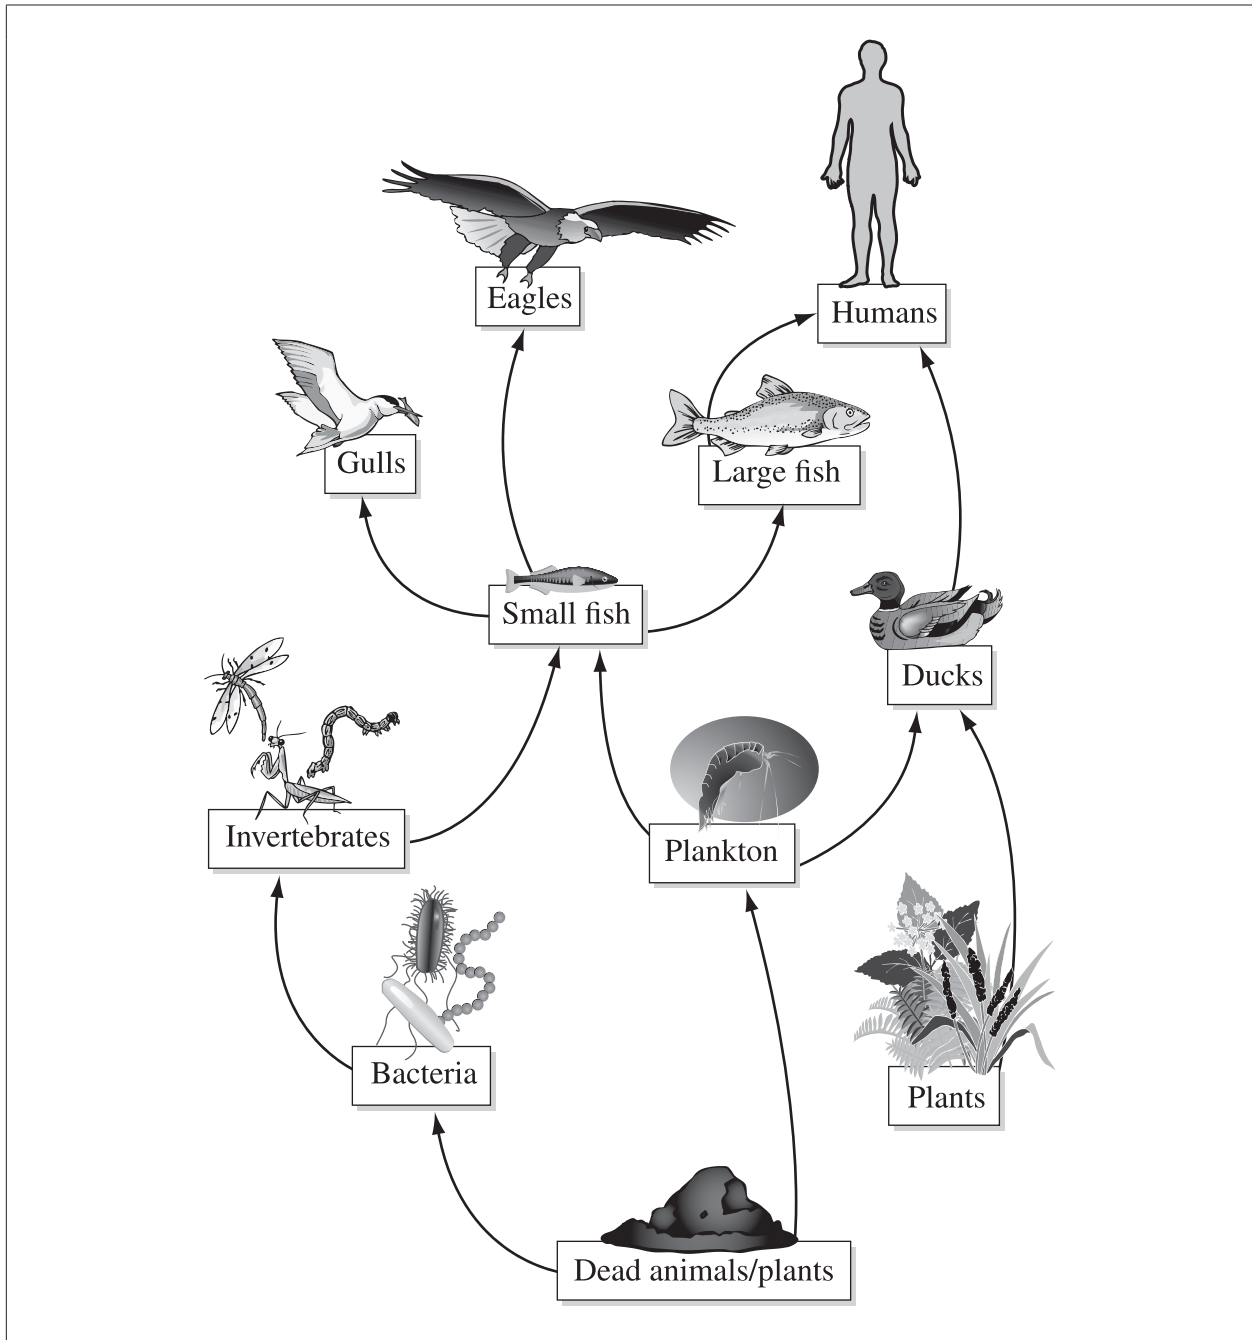 Eagles
Humans
Gulls
Large fish
Small fish
Ducks
Invertebrates
Plankton
Bacteria
Plants
Dead animals/plants